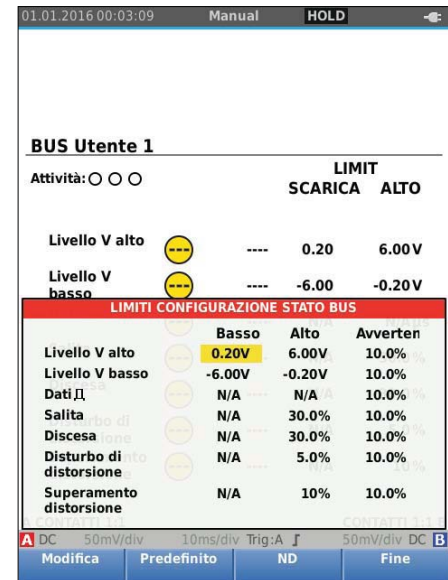 01.01.2016 00:03:09 Manual HOLD
BUS Utente 1
Attività:
LIMIT
SCARICA ALTO
Livello V alto --- ---- 0.20 6.00 V
Livello V basso --- ---- -6.00 -0.20 V
LIMITI CONFIGURAZIONE STATO BUS
Basso Alto Avverten
Livello V alto 0.20V 6.00V 10.0%
Livello V basso -6.00V -0.20V 10.0%
Dati N/A N/A 10.0%
Salita N/A 30.0% 10.0%
Discesa N/A 30.0% 10.0%
Disturbo di distorsione N/A 5.0% 10.0%
Superamento distorsione N/A 10% 10.0%
A DC 50mV/div 10ms/div Trig:A 50mV/div DC B
Modifica Predefinito ND Fine